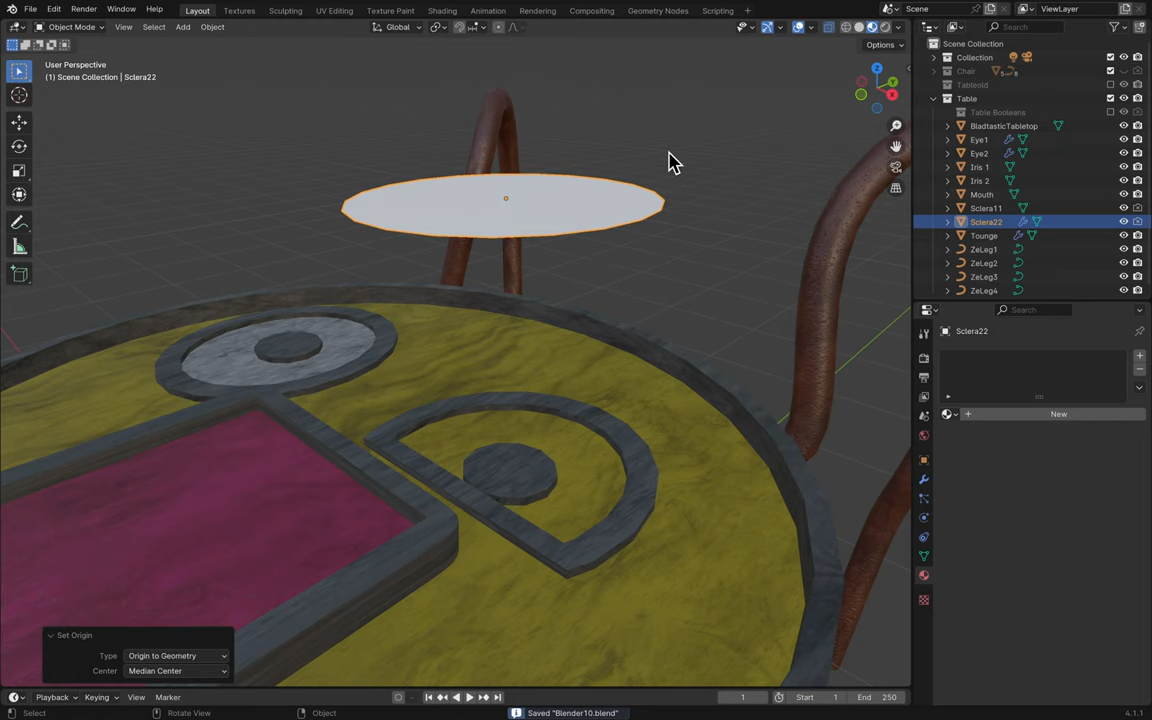 File Edit Render Window Help Layout Textures Sculpting UV Editing Texture Paint Shading Animation Rendering Compositing Geometry Nodes Scripting Scene ViewLayer
Object Mode View Select Add Object Global Search
Options
User Perspective
(1) Scene Collection | Sclera22
Z
Y
X
Scene Collection
Collection
Chair 5 8
Tableold
Table
Table Booleans
BladtasticTabletop
Eye1
Eye2
Iris 1
Iris 2
Mouth
Sclera11
Sclera22
Tounge
ZeLeg1
ZeLeg2
ZeLeg3
ZeLeg4
Search
Sclera22
New
Set Origin
Type Origin to Geometry
Center Median Center
Playback Keying View Marker 1 Start 1 End 250
Select Rotate View Object Saved "Blender10.blend" 4.1.1